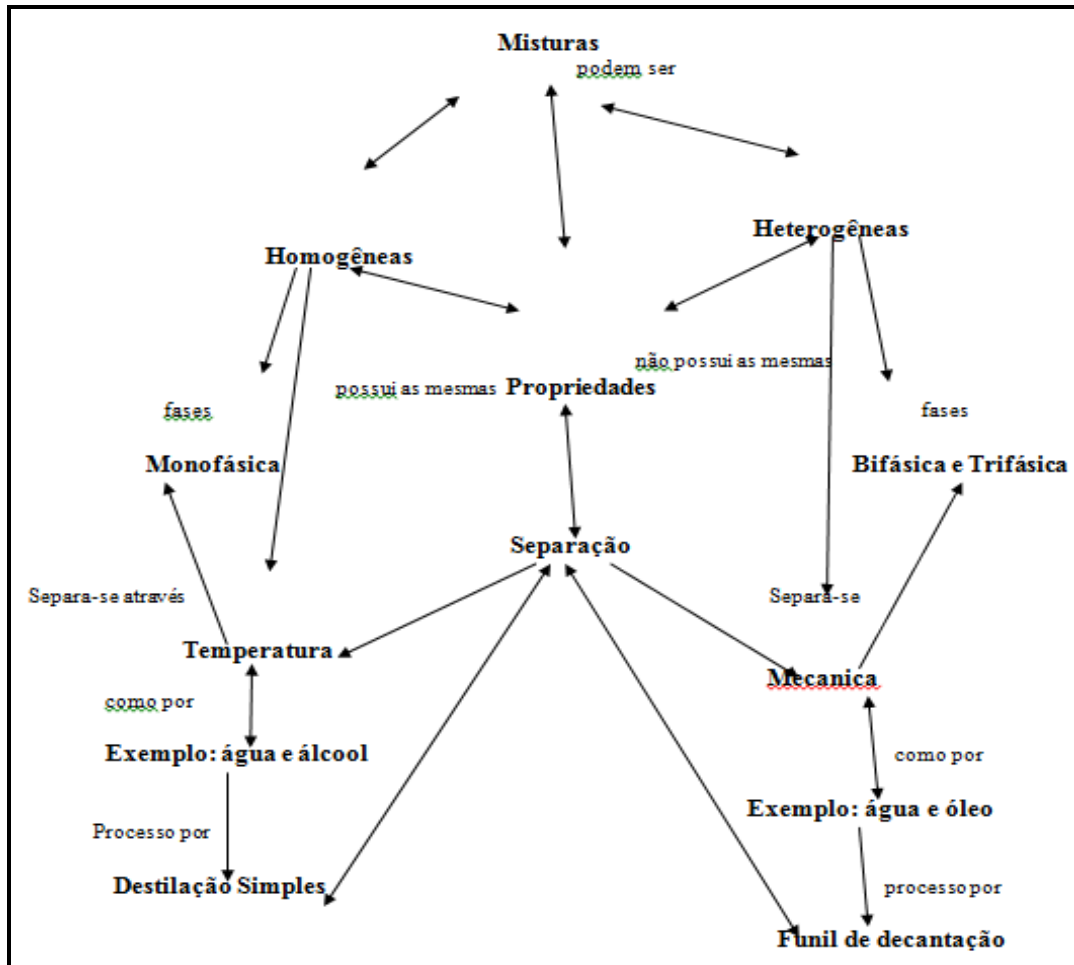 Misturas
podem ser
Heterogêneas
Homogêneas
não possui as mesmas
possui as mesmas Propriedades
fases
fases
Monofásica
Bifásica e Trifásica
Separação
Separa-se através
Separa-se
Temperatura
Mecanica
como por
Exemplo: água e álcool
como por
Exemplo: água e óleo
Processo por
Destilação Simples
processo por
Funil de decantação